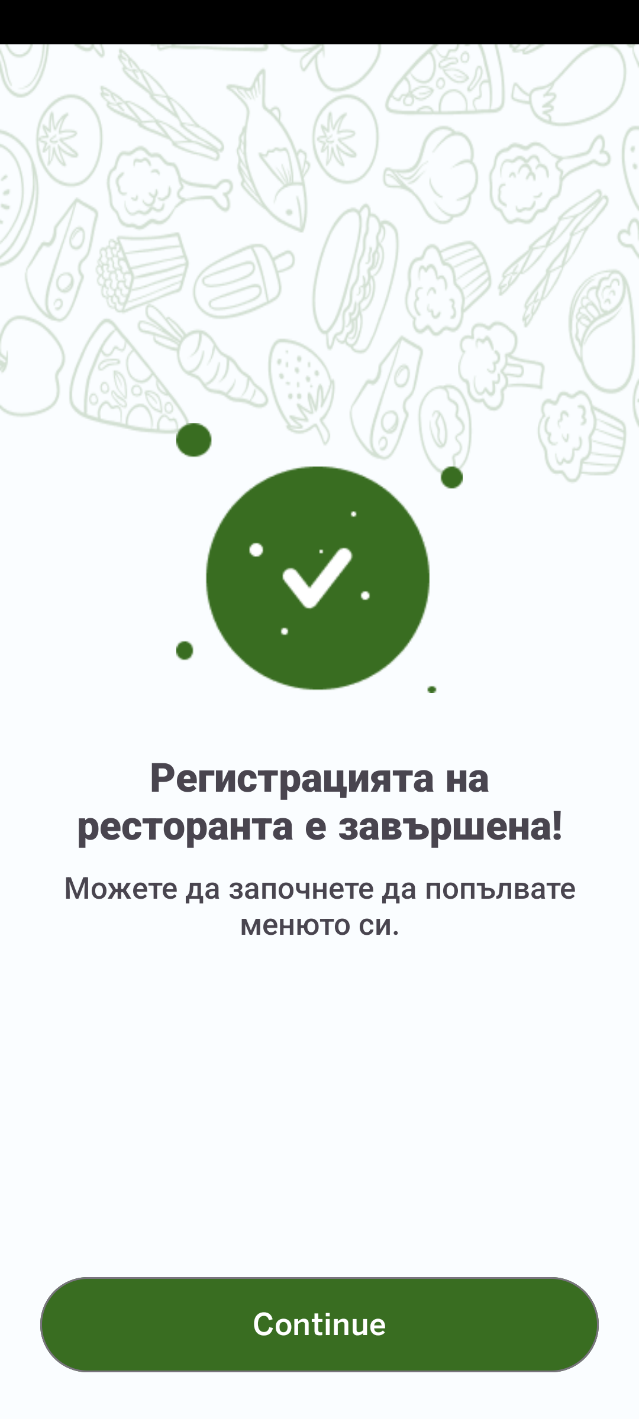 Регистрацията на
ресторанта е завършена!
Можете да започнете да попълвате
менюто си.
Continue